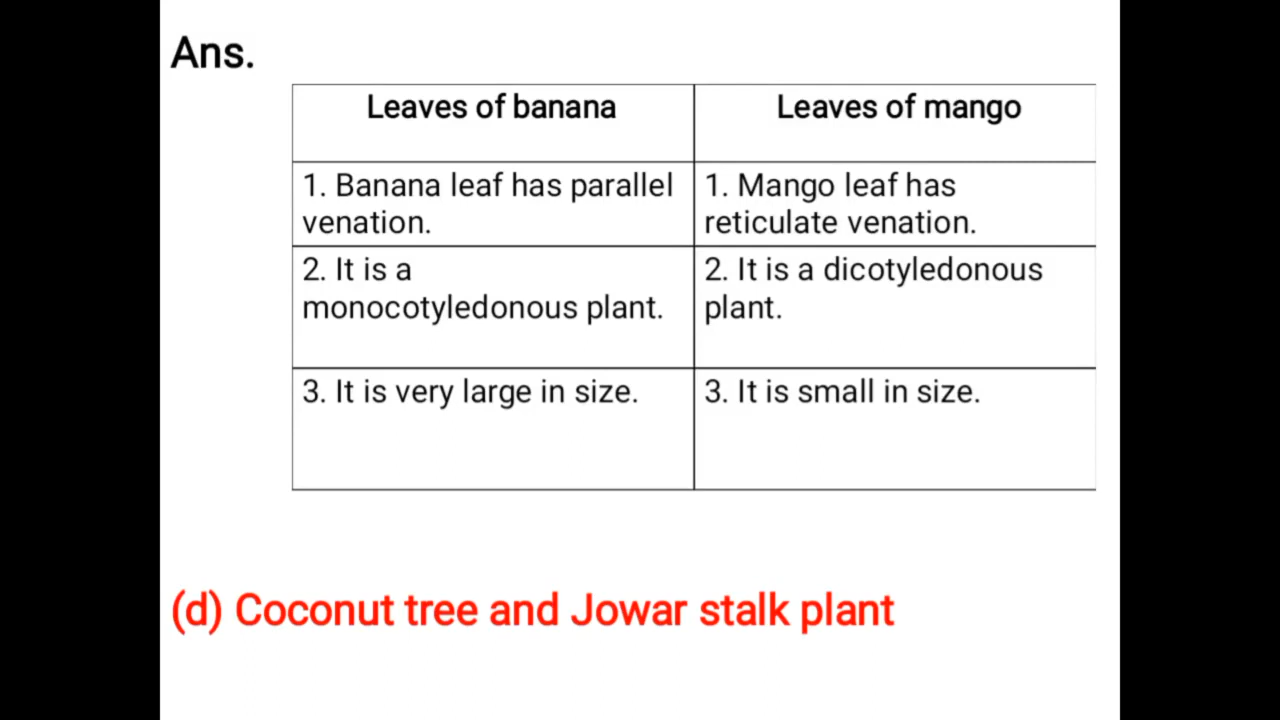 Ans.
Leaves of banana
Leaves of mango
1. Banana leaf has parallel
venation.
1. Mango leaf has
reticulate venation.
2. It is a
monocotyledonous plant.
2. It is a dicotyledonous
plant.
3. It is very large in size.
3. It is small in size.
(d) Coconut tree and Jowar stalk plant